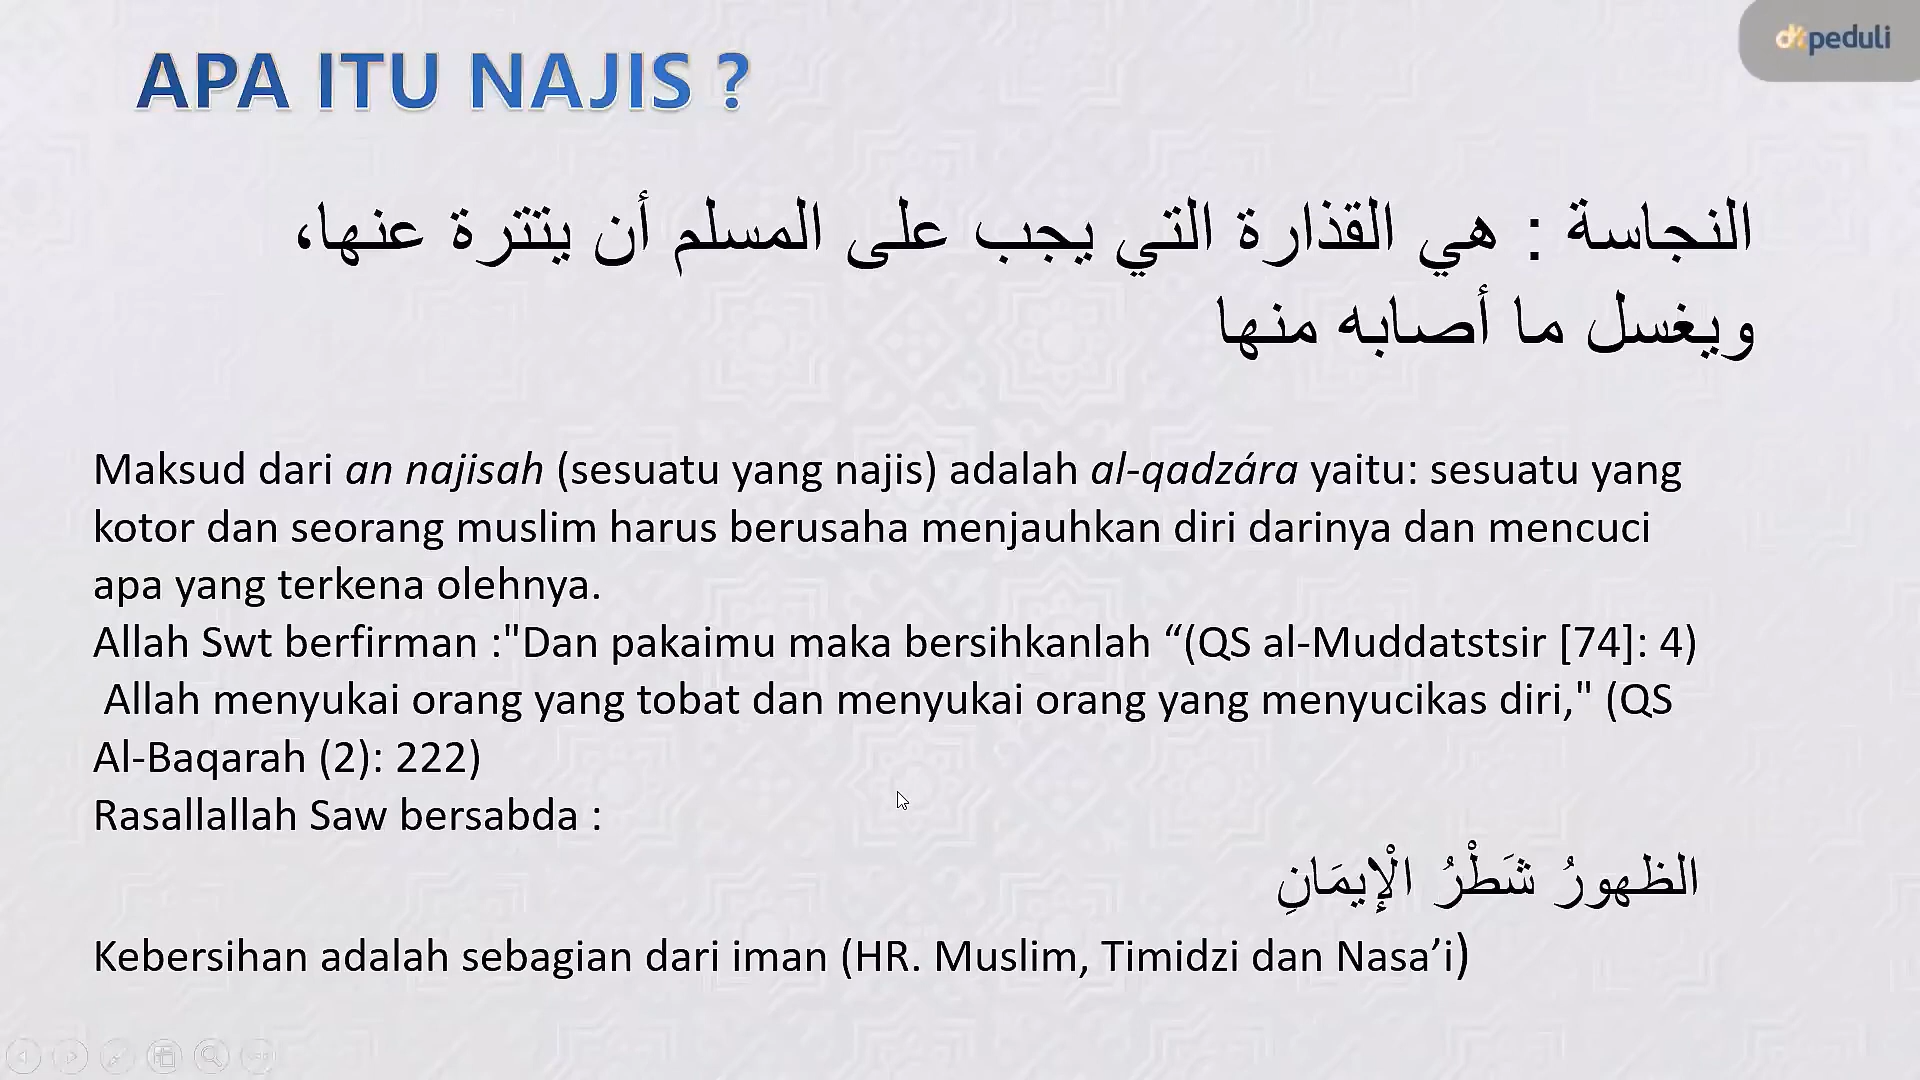 dtpeduli
APA ITU NAJIS ?
النجاسة : هي القذارة التي يجب على المسلم أن يتترة عنها،
ويغسل ما أصابه منها
Maksud dari an najisah (sesuatu yang najis) adalah al-qadzára yaitu: sesuatu yang
kotor dan seorang muslim harus berusaha menjauhkan diri darinya dan mencuci
apa yang terkena olehnya.
Allah Swt berfirman :"Dan pakaimu maka bersihkanlah “(QS al-Muddatstsir [74]: 4)
Allah menyukai orang yang tobat dan menyukai orang yang menyucikas diri," (QS
Al-Baqarah (2): 222)
Rasallallah Saw bersabda :
الظهورُ شَطْرُ الْإِيمَانِ
Kebersihan adalah sebagian dari iman (HR. Muslim, Timidzi dan Nasa’i)